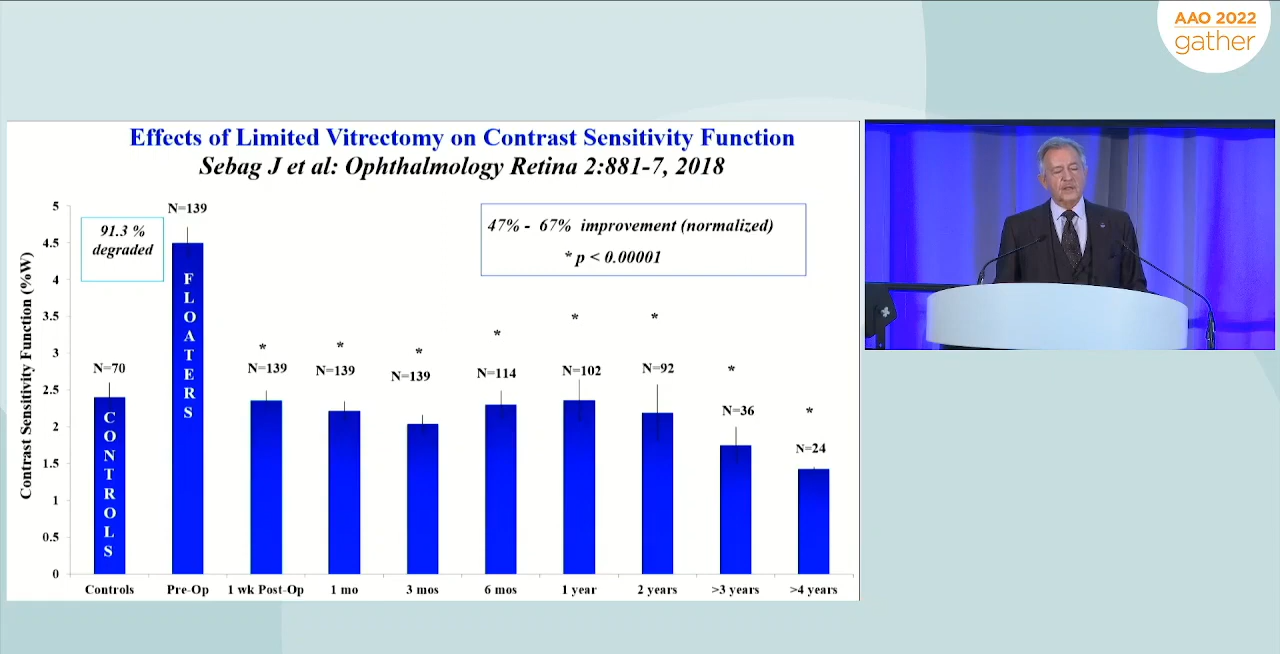 AAO 2022
gather
Effects of Limited Vitrectomy on Contrast Sensitivity Function
Sebag J et al: Ophthalmology Retina 2:881-7, 2018
Contrast Sensitivity Function (%W)
5
4.5
4
3.5
3
2.5
2
1.5
1
0.5
0
91.3 %
degraded
47% - 67% improvement (normalized)
* p < 0.00001
N=70
N=139
*
N=139
*
N=139
*
N=139
*
N=114
*
N=102
*
N=92
*
N=36
*
N=24
CONTROLS
FLOATERS
Controls
Pre-Op
1 wk Post-Op
1 mo
3 mos
6 mos
1 year
2 years
>3 years
>4 years